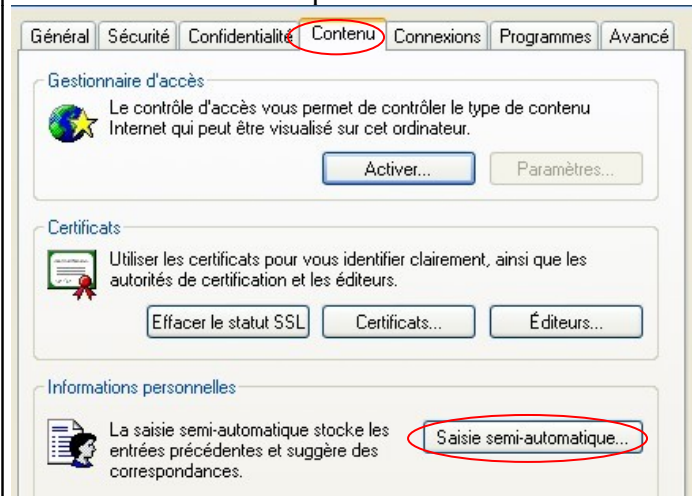 Général Sécurité Confidentialité Contenu Connexions Programmes Avancé
Gestionnaire d'accès
Le contrôle d'accès vous permet de contrôler le type de contenu
Internet qui peut être visualisé sur cet ordinateur.
Activer... Paramètres...
Certificats
Utiliser les certificats pour vous identifier clairement, ainsi que les
autorités de certification et les éditeurs.
Effacer le statut SSL Certificats... Éditeurs...
Informations personnelles
La saisie semi-automatique stocke les
entrées précédentes et suggère des
correspondances.
Saisie semi-automatique...